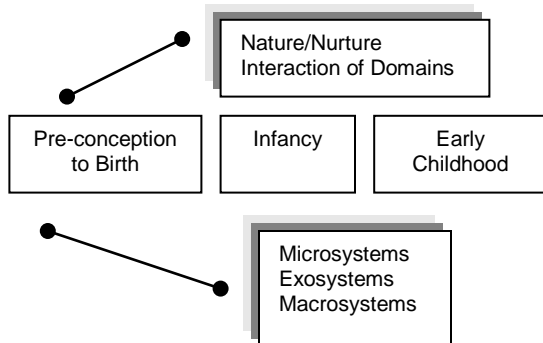 Nature/Nurture
Interaction of Domains
Pre-conception
to Birth
Infancy
Early
Childhood
Microsystems
Exosystems
Macrosystems